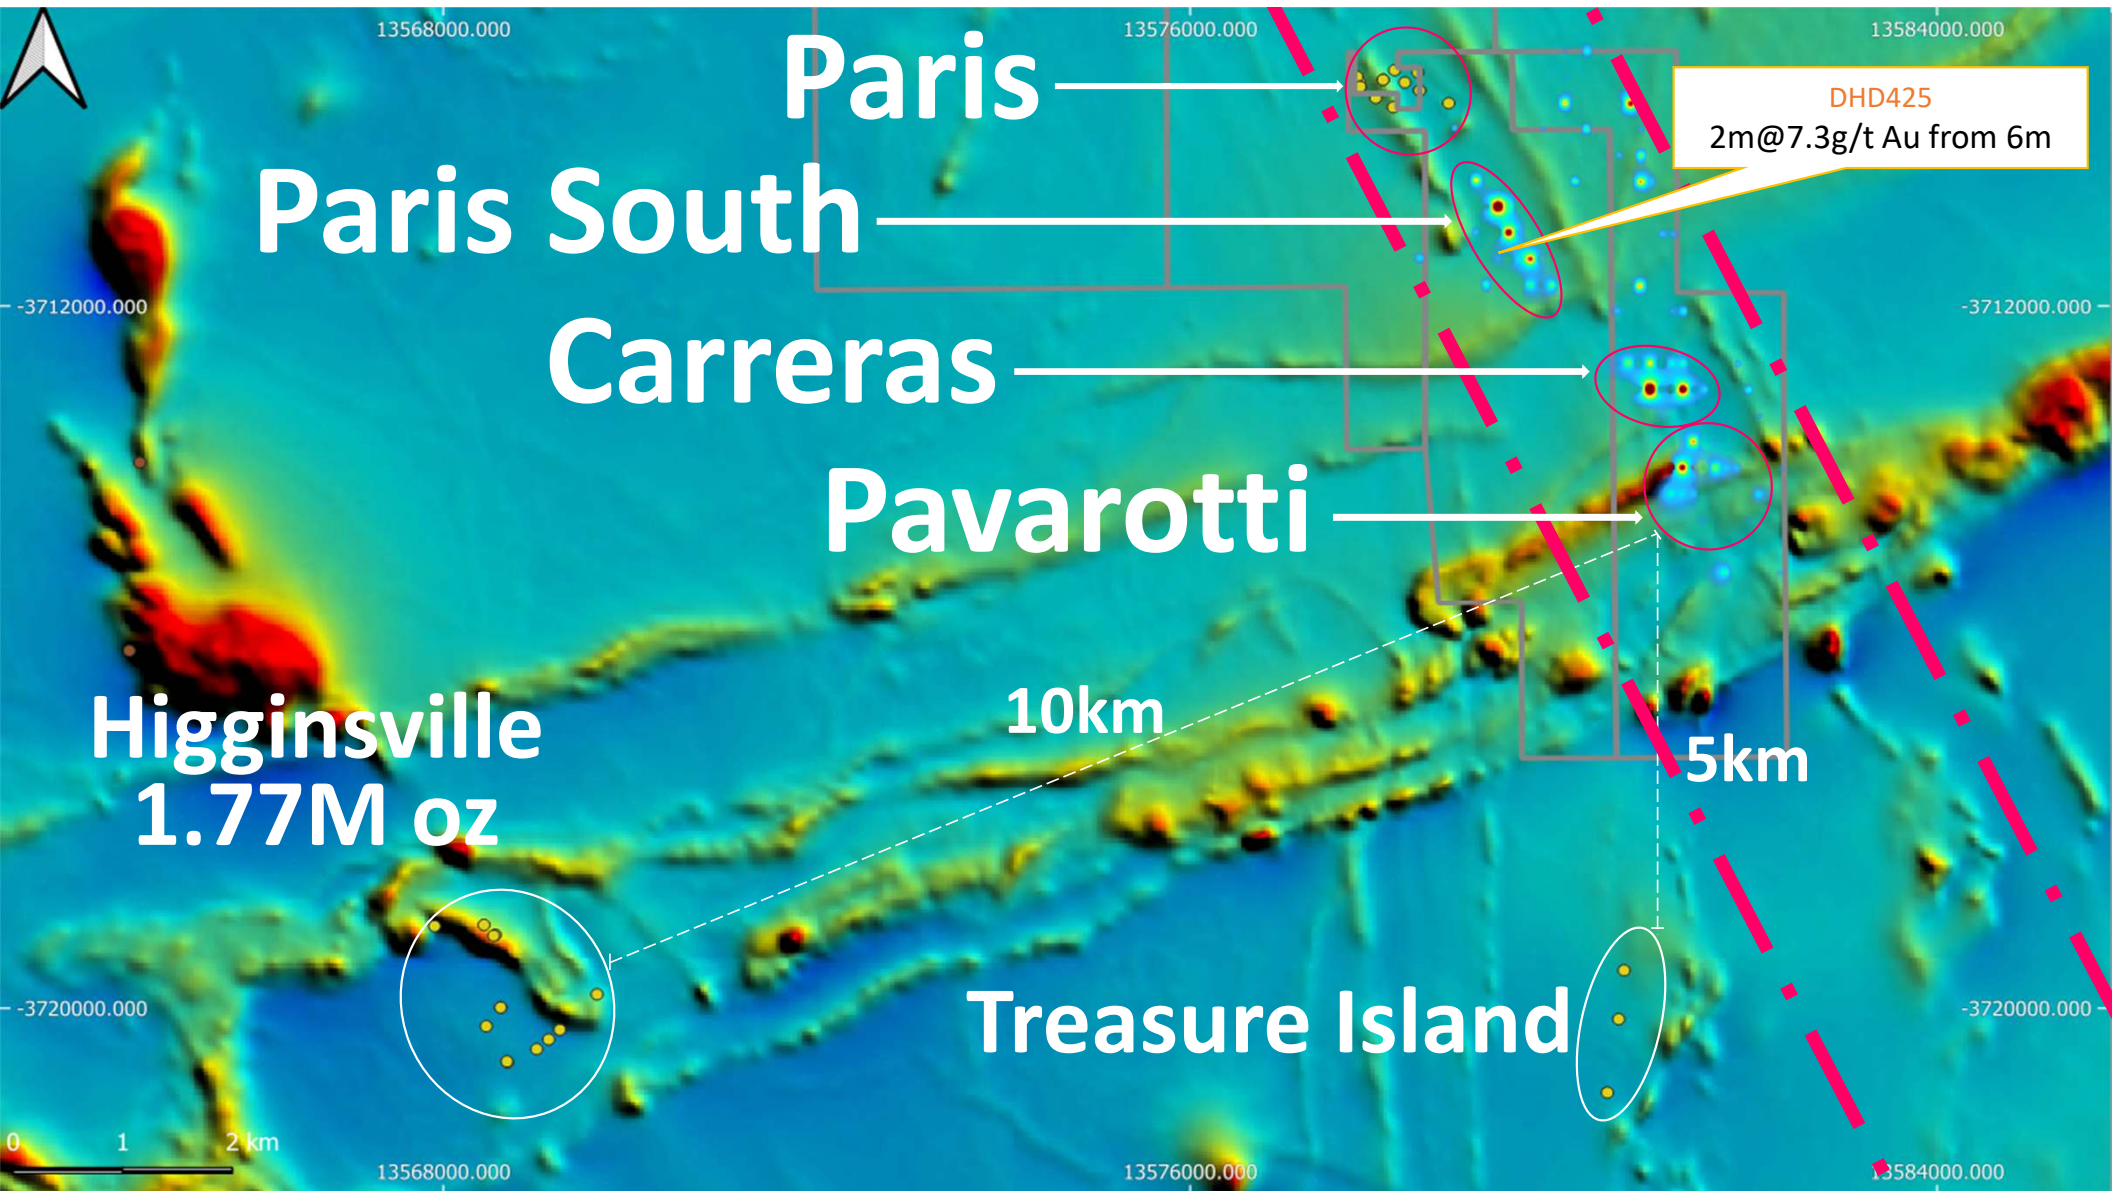 13568000.000
13576000.000
13584000.000
Paris
DHD425
2m@7.3g/t Au from 6m
Paris South
-3712000.000
-3712000.000
Carreras
Pavarotti
Higginsville
1.77M oz
10km
5km
-3720000.000
-3720000.000
Treasure Island
0 1 2 km
13568000.000
13576000.000
13584000.000